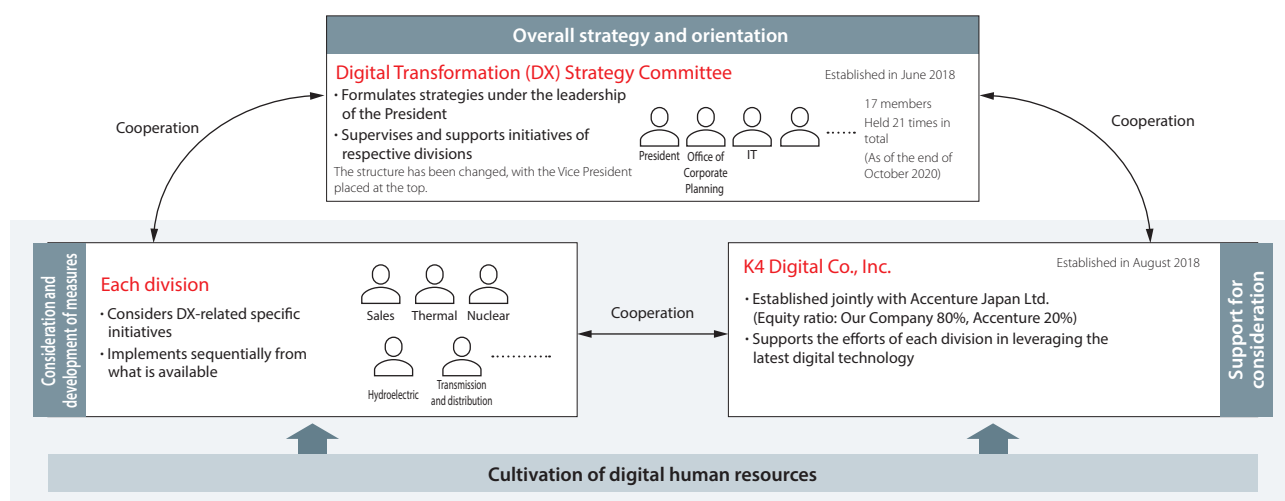 Overall strategy and orientation
Digital Transformation (DX) Strategy Committee
Established in June 2018
・Formulates strategies under the leadership
of the President
・Supervises and supports initiatives of
respective divisions
The structure has been changed, with the Vice President
placed at the top.
President
Office of
Corporate
Planning
IT
......
17 members
Held 21 times in
total
(As of the end of
October 2020)
Cooperation
Cooperation
Consideration and
development of measures
Each division
・Considers DX-related specific
initiatives
・Implements sequentially from
what is available
Sales
Thermal
Nuclear
Hydroelectric
Transmission
and distribution
...........
Cooperation
K4 Digital Co., Inc.
Established in August 2018
・Established jointly with Accenture Japan Ltd.
(Equity ratio: Our Company 80%, Accenture 20%)
・Supports the efforts of each division in leveraging the
latest digital technology
Support for
consideration
Cultivation of digital human resources